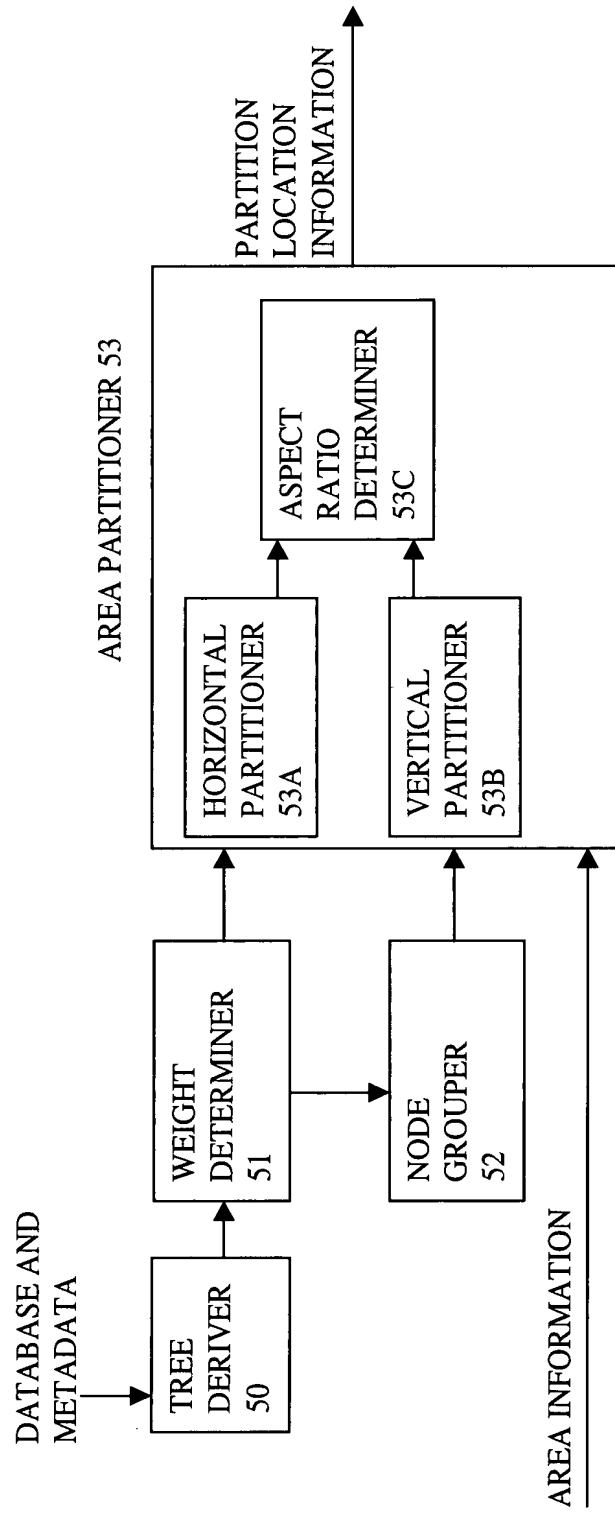 DATABASE AND
METADATA
TREE
DERIVER
50
WEIGHT
DETERMINER
51
NODE
GROUPER
52
AREA INFORMATION
AREA PARTITIONER 53
HORIZONTAL
PARTITIONER
53A
VERTICAL
PARTITIONER
53B
ASPECT
RATIO
DETERMINER
53C
PARTITION
LOCATION
INFORMATION